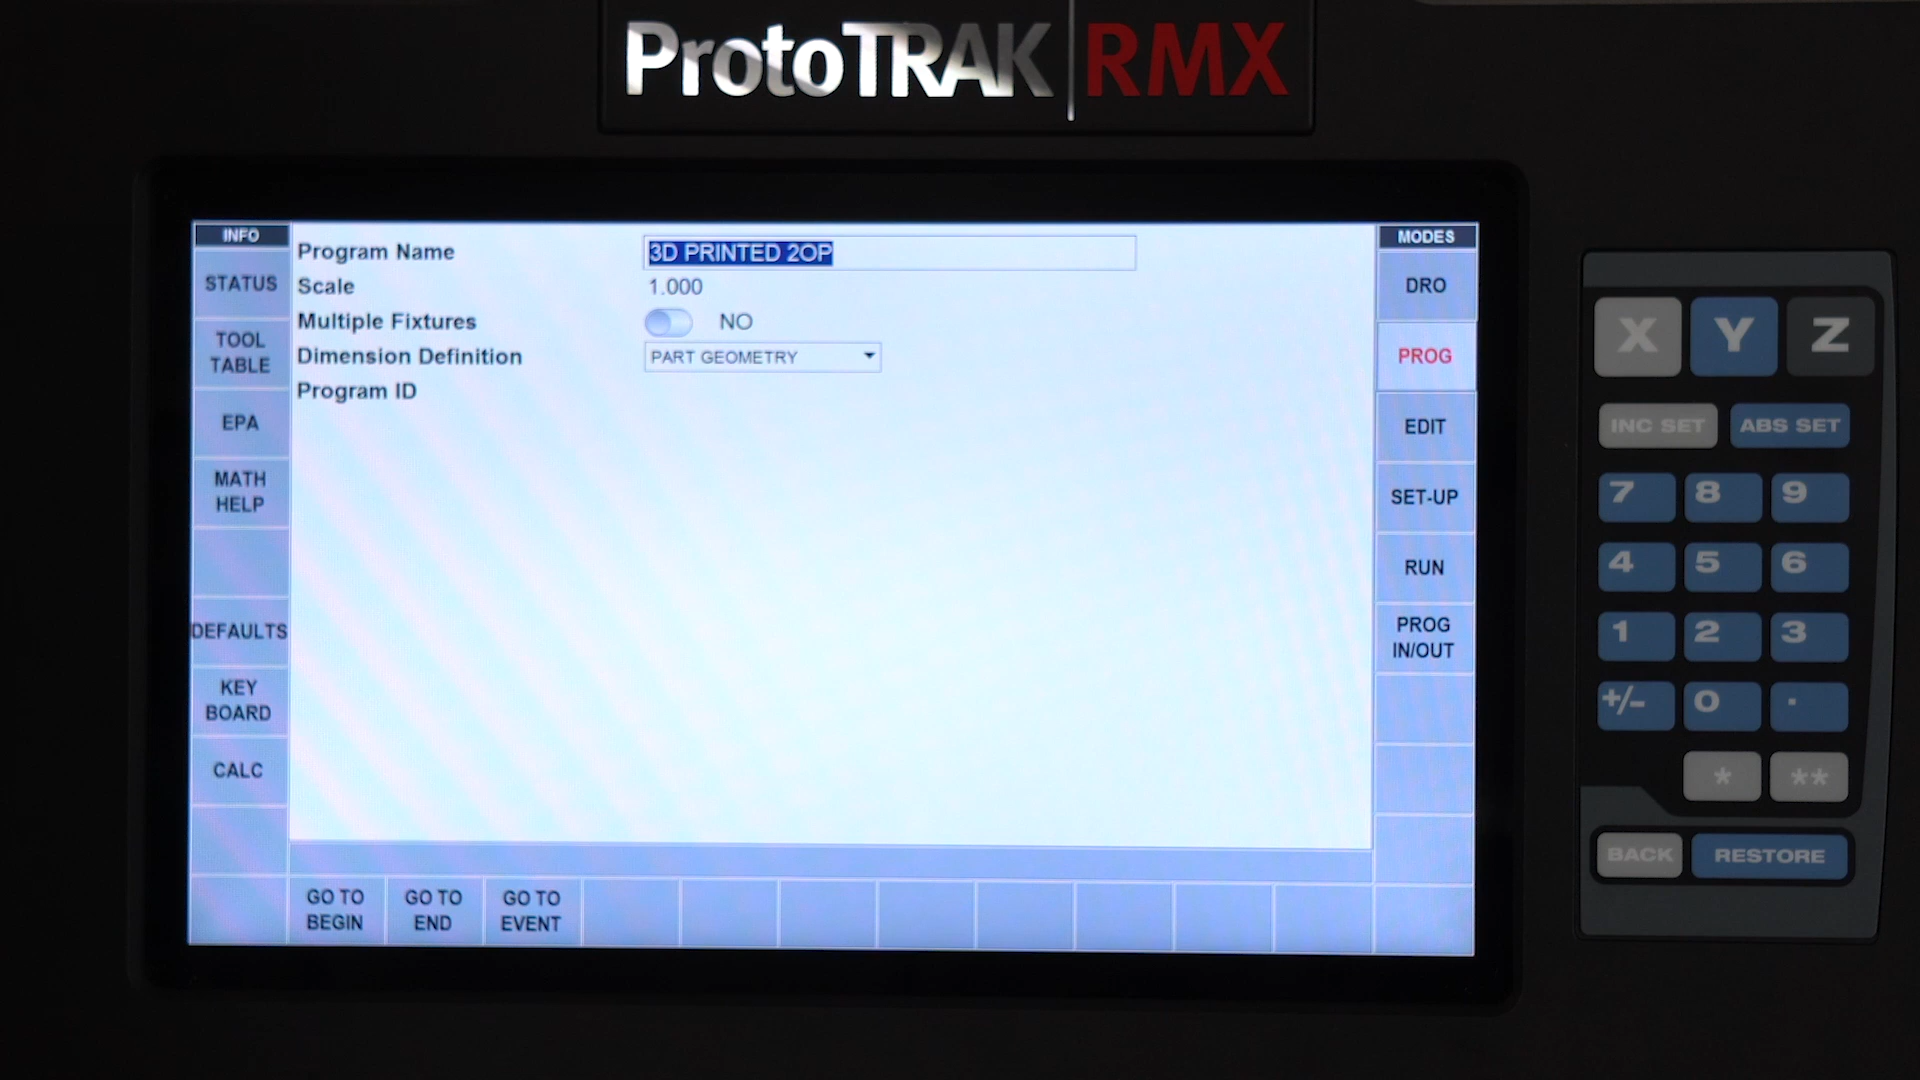 ProtoTRAK RMX
INFO
STATUS
TOOL
TABLE
EPA
MATH
HELP
DEFAULTS
KEY
BOARD
CALC
Program Name 3D PRINTED 2OP
Scale 1.000
Multiple Fixtures NO
Dimension Definition PART GEOMETRY
Program ID
GO TO
BEGIN
GO TO
END
GO TO
EVENT
MODES
DRO
PROG
EDIT
SET-UP
RUN
PROG
IN/OUT
X Y Z
INC SET ABS SET
7 8 9
4 5 6
1 2 3
+/- 0 .
* **
BACK RESTORE